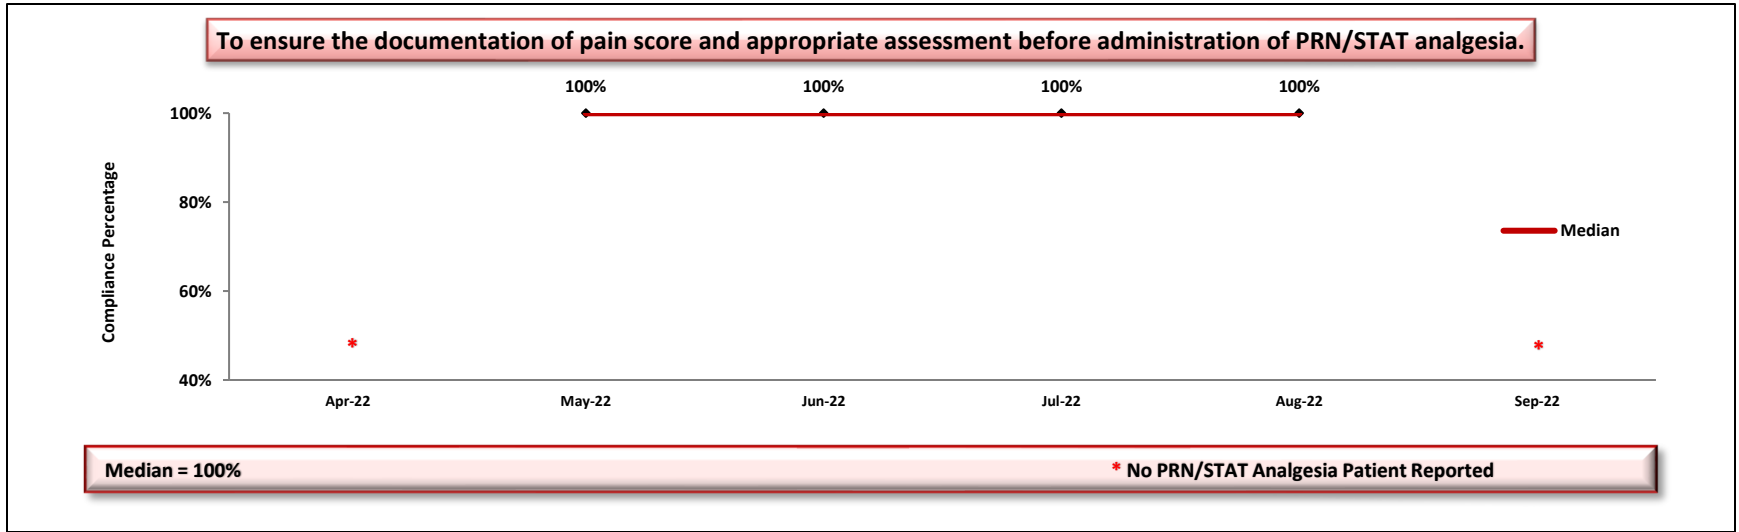 To ensure the documentation of pain score and appropriate assessment before administration of PRN/STAT analgesia.
100% 100% 100% 100%
100%
80%
60%
40%
Compliance Percentage
* *
Median
Apr-22 May-22 Jun-22 Jul-22 Aug-22 Sep-22
Median = 100% * No PRN/STAT Analgesia Patient Reported